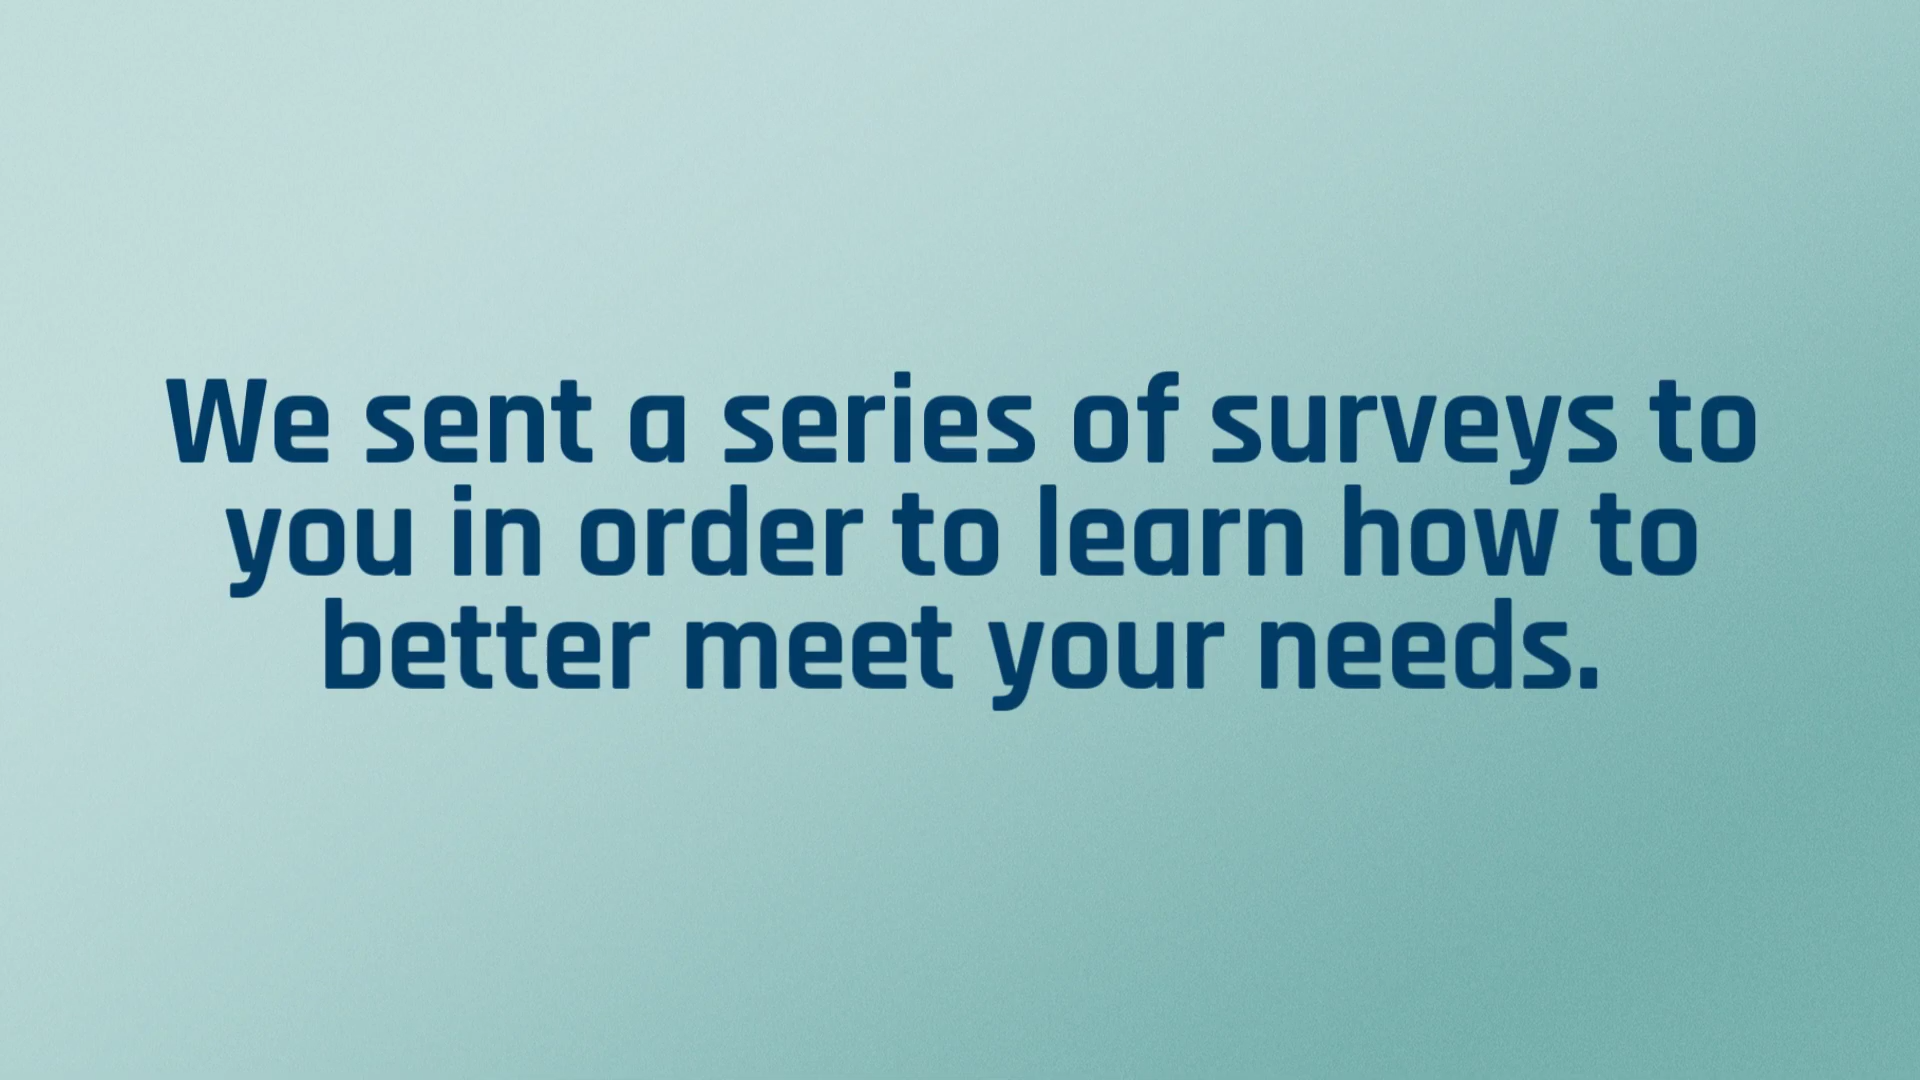 We sent a series of surveys to
you in order to learn how to
better meet your needs.